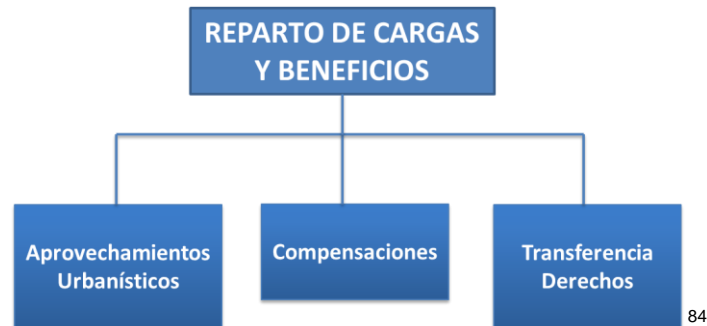 REPARTO DE CARGAS
Y BENEFICIOS
Aprovechamientos
Urbanísticos
Compensaciones
Transferencia
Derechos
84